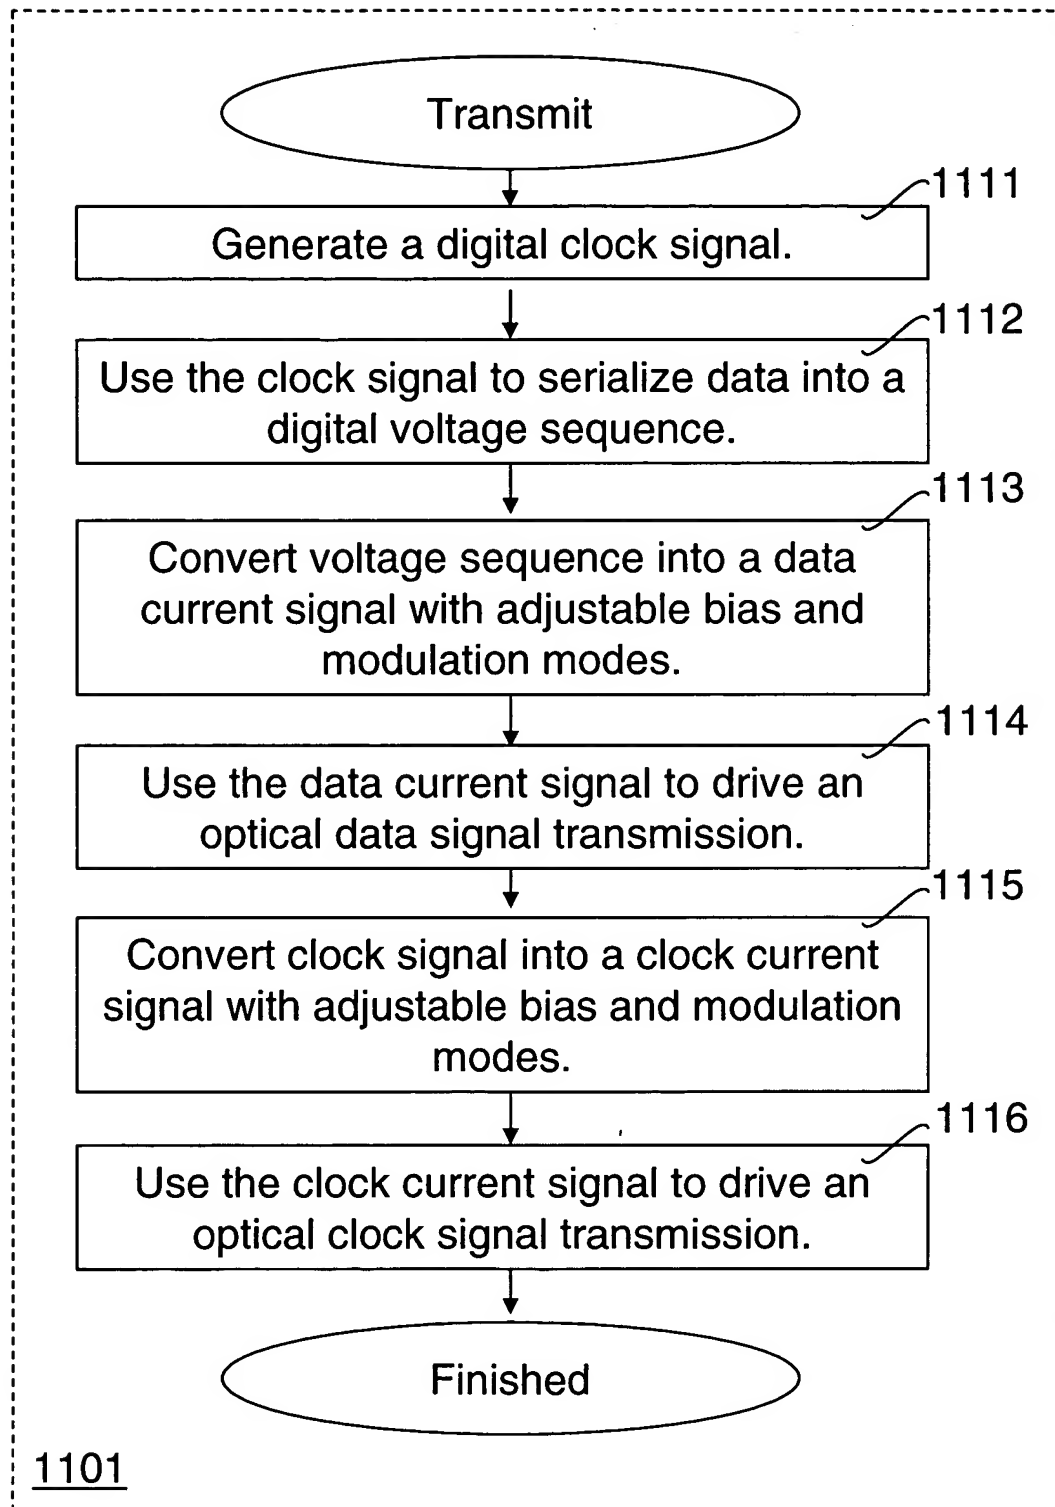 Transmit
1111
Generate a digital clock signal.
1112
Use the clock signal to serialize data into a
digital voltage sequence.
1113
Convert voltage sequence into a data
current signal with adjustable bias and
modulation modes.
1114
Use the data current signal to drive an
optical data signal transmission.
1115
Convert clock signal into a clock current
signal with adjustable bias and modulation
modes.
1116
Use the clock current signal to drive an
optical clock signal transmission.
Finished
1101